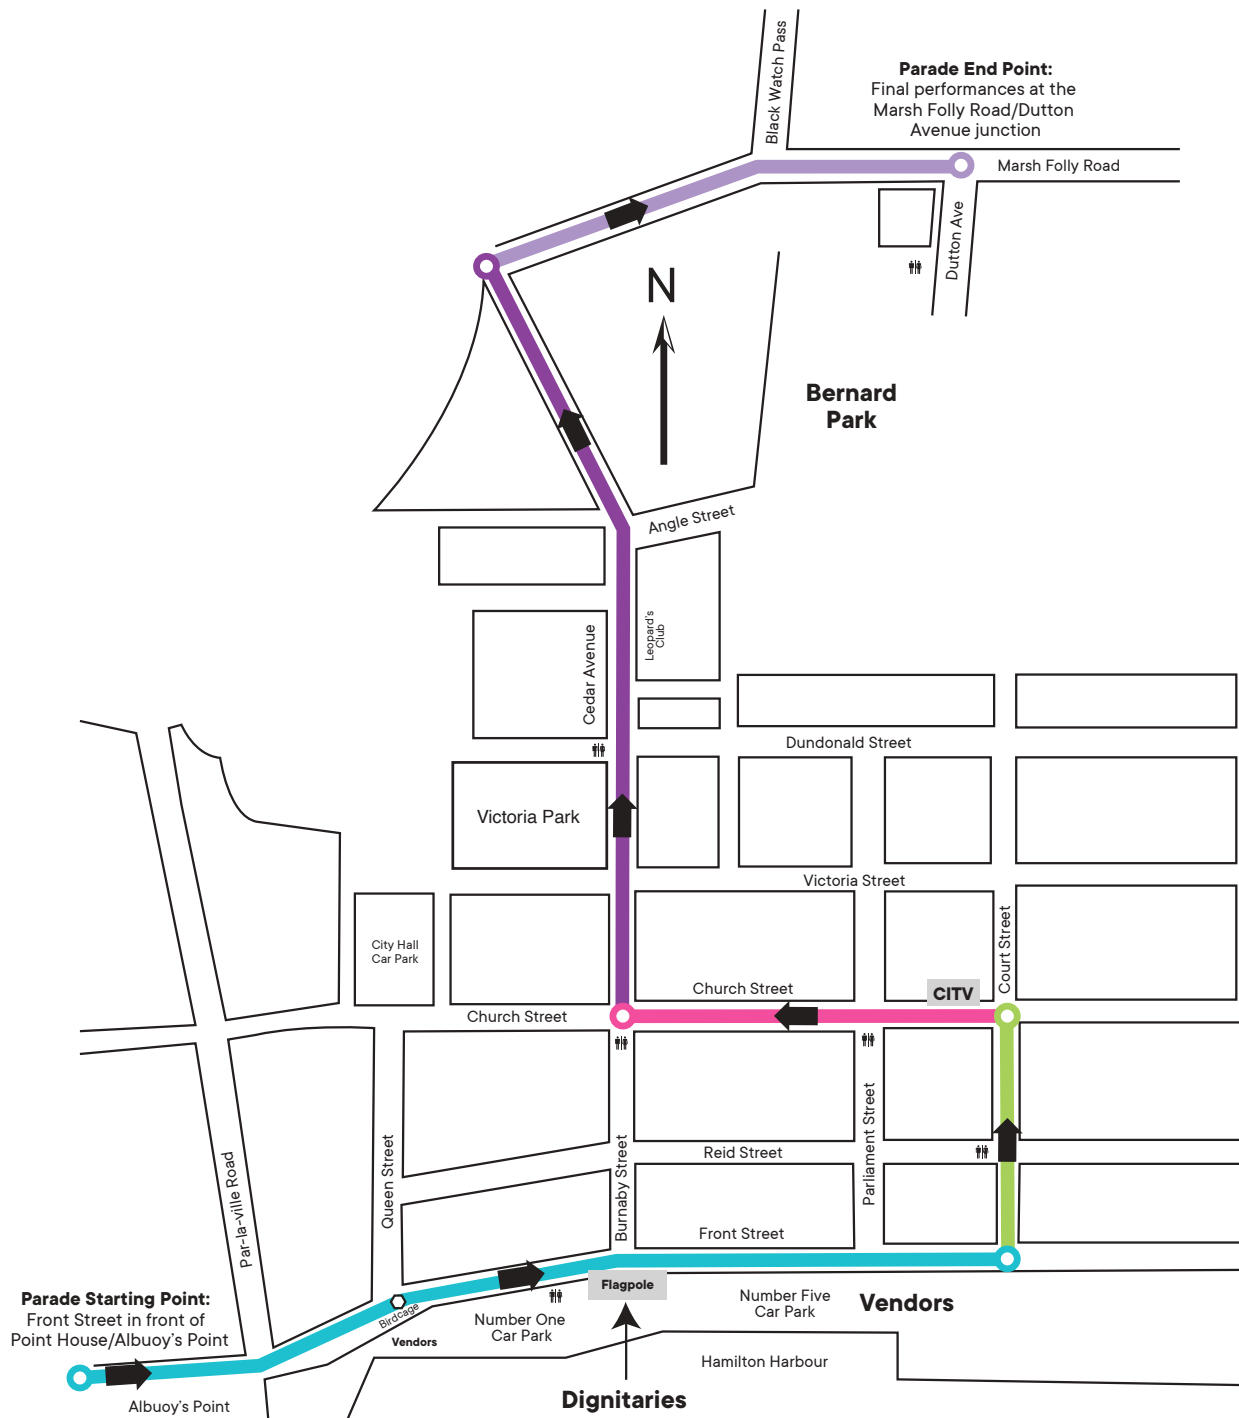 Black Watch Pass
Parade End Point:
Final performances at the
Marsh Folly Road/Dutton
Avenue junction
Marsh Folly Road
Dutton Ave
N
Bernard
Park
Angle Street
Leopard's
Club
Cedar Avenue
Dundonald Street
Victoria Park
Victoria Street
City Hall
Car Park
Court Street
Church Street
CITV
Church Street
Parliament Street
Queen Street
Burnaby Street
Reid Street
Par-la-ville Road
Front Street
Flagpole
Parade Starting Point:
Front Street in front of
Point House/Albuoy's Point
Birdcage
Vendors
Number One
Car Park
Number Five
Car Park
Vendors
Hamilton Harbour
Dignitaries
Albuoy's Point